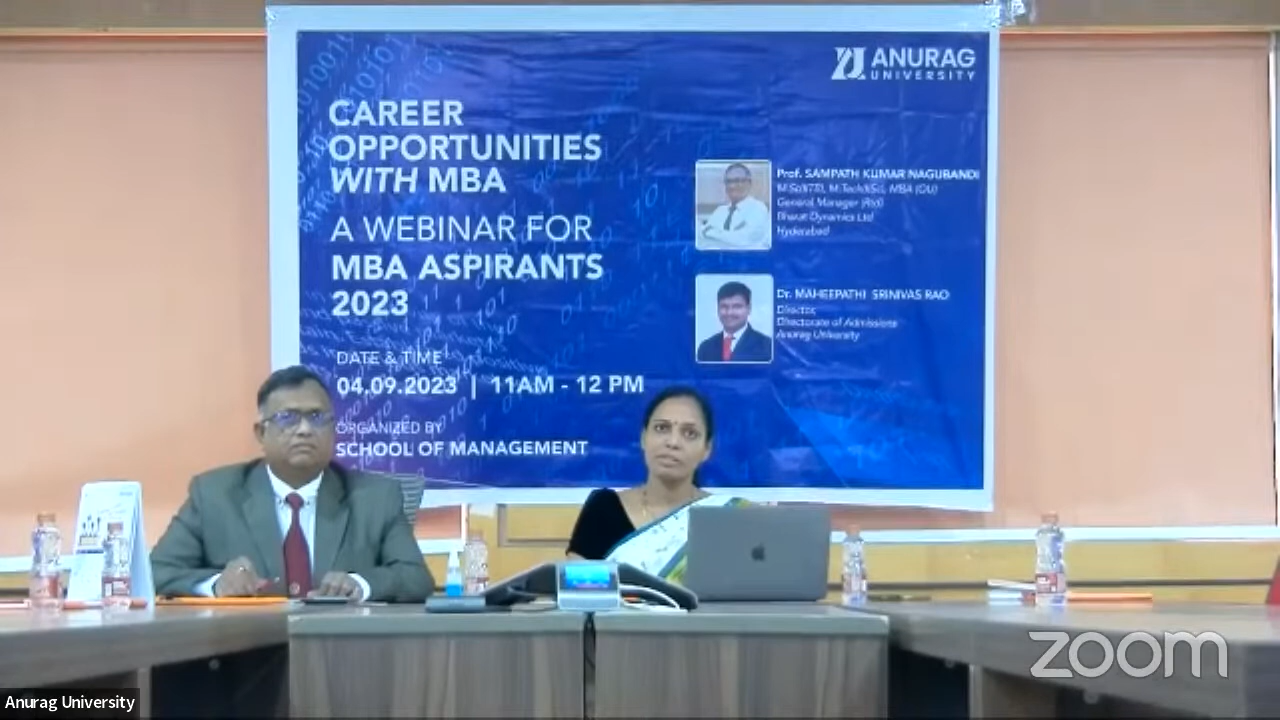 ANURAG
UNIVERSITY
CAREER
OPPORTUNITIES
WITH MBA
A WEBINAR FOR
MBA ASPIRANTS
2023
DATE & TIME
04.09.2023 | 11AM - 12 PM
ORGANIZED BY
SCHOOL OF MANAGEMENT
Prof. SAMPATH KUMAR NAGUBANDI
MBA (OU)
General Manager (Rtd)
Bharat Dynamics Ltd
Hyderabad
Dr. MAHEEPATHI SRINIVAS RAO
Director,
Directorate of Admissions
Anurag University
zoom
Anurag University